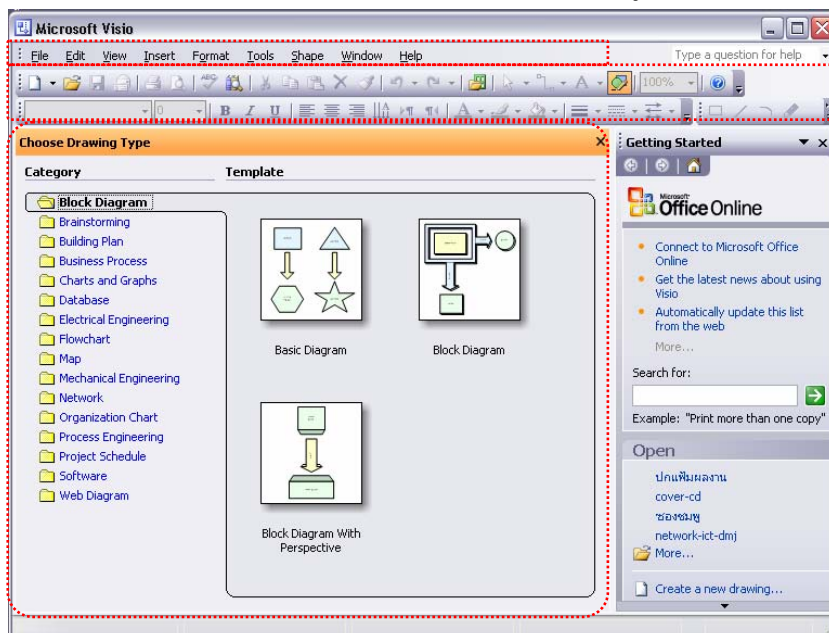 Microsoft Visio
File Edit View Insert Format Tools Shape Window Help
Type a question for help
100%
0
B I U
A
Choose Drawing Type
Category
Template
Block Diagram
Brainstorming
Building Plan
Business Process
Charts and Graphs
Database
Electrical Engineering
Flowchart
Map
Mechanical Engineering
Network
Organization Chart
Process Engineering
Project Schedule
Software
Web Diagram
Basic Diagram
Block Diagram
Block Diagram With
Perspective
Getting Started
Microsoft
Office Online
Connect to Microsoft Office
Online
Get the latest news about using
Visio
Automatically update this list
from the web
More...
Search for:
Example: "Print more than one copy"
Open
ปกแฟ้มผลงาน
cover-cd
ซองชมพู
network-ict-dmj
More...
Create a new drawing...